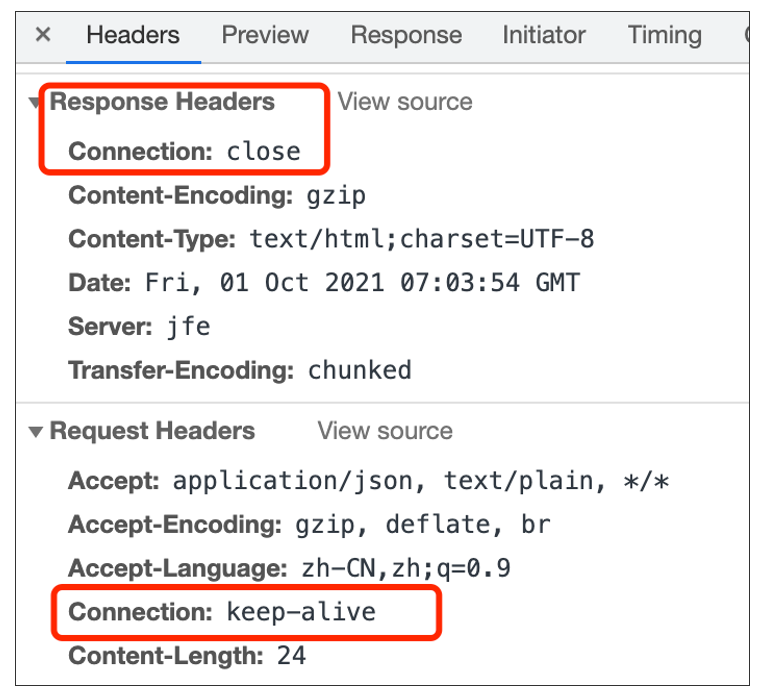 × Headers Preview Response Initiator Timing
▼ Response Headers View source
Connection: close
Content-Encoding: gzip
Content-Type: text/html;charset=UTF-8
Date: Fri, 01 Oct 2021 07:03:54 GMT
Server: jfe
Transfer-Encoding: chunked
▼ Request Headers View source
Accept: application/json, text/plain, */*
Accept-Encoding: gzip, deflate, br
Accept-Language: zh-CN,zh;q=0.9
Connection: keep-alive
Content-Length: 24